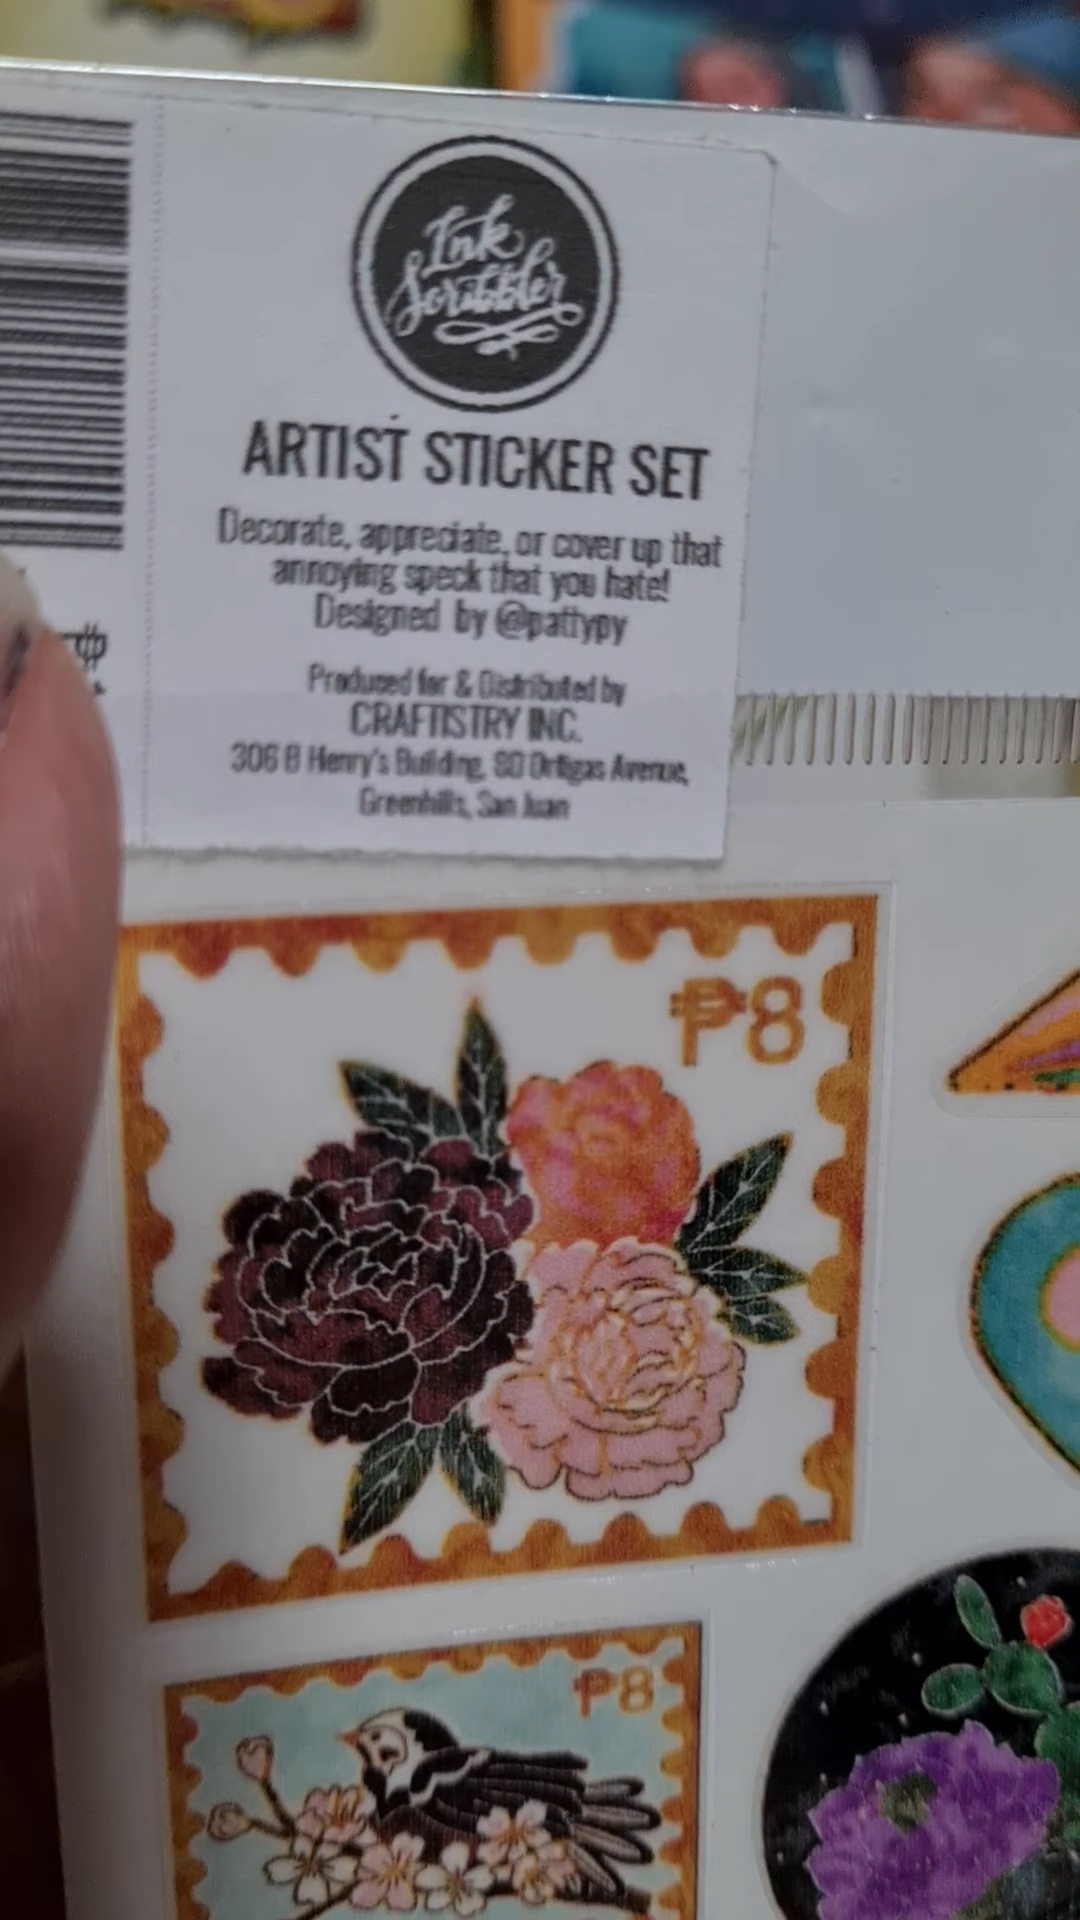 Ink
Scribbler
ARTIST STICKER SET
Decorate, appreciate, or cover up that
annoying speck that you hate!
Designed by @pattypy
Produced for & Distributed by
CRAFTISTRY INC.
306 B Henry's Building, 80 Ortigas Avenue,
Greenhills, San Juan
₱8
₱8